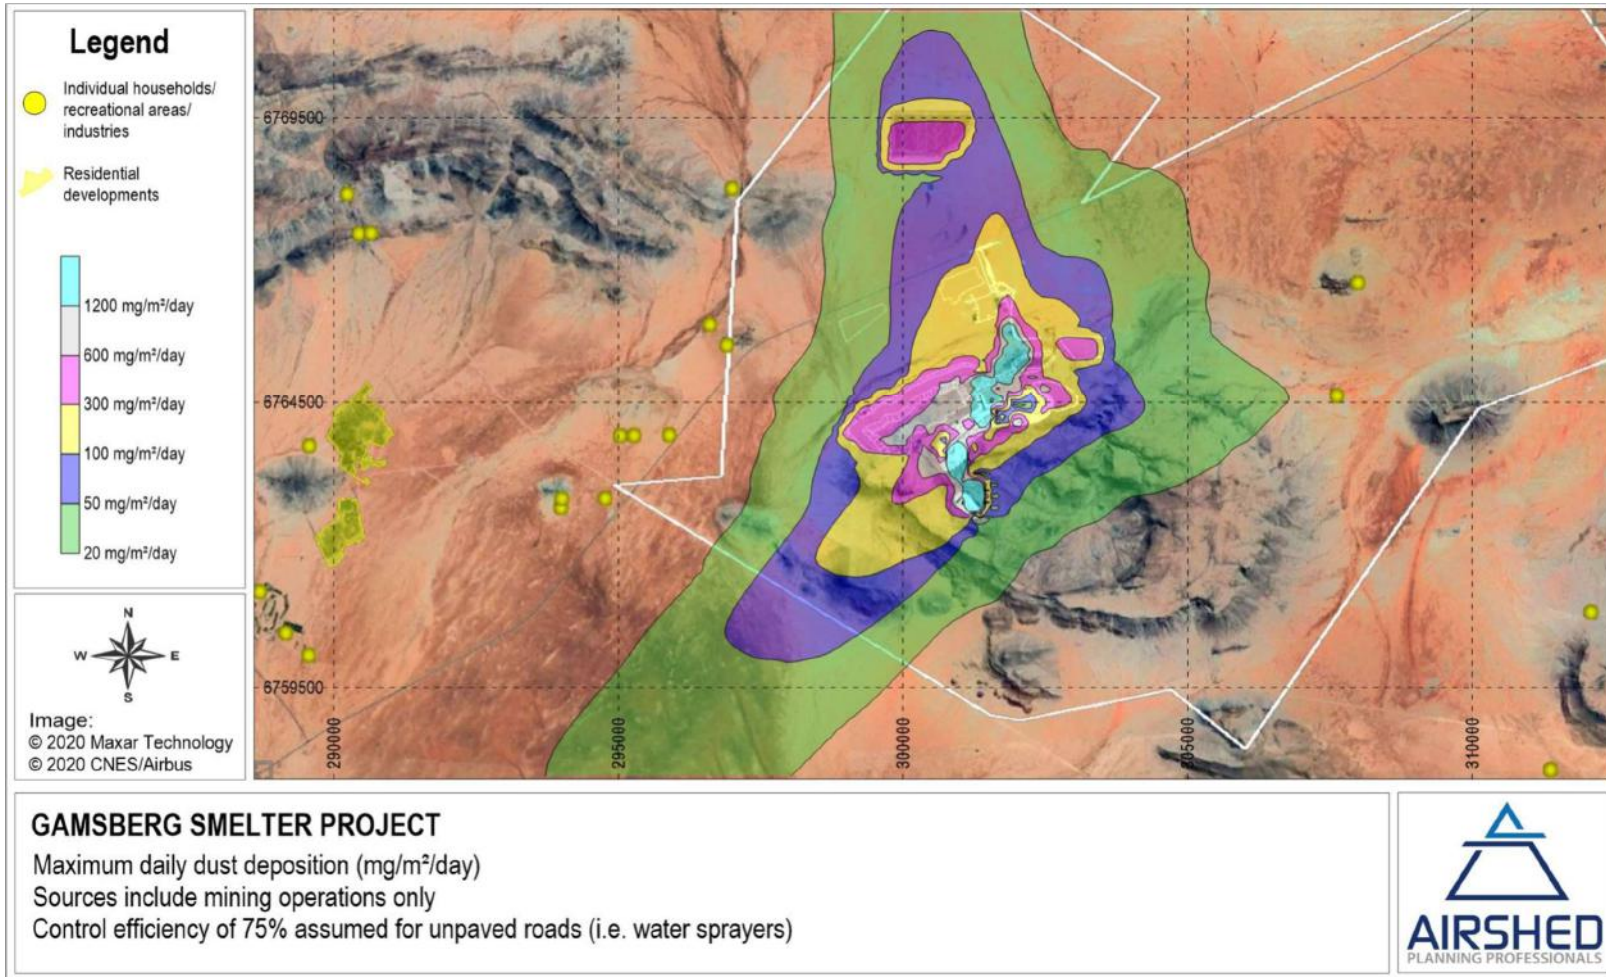 Legend
Individual households/
recreational areas/
industries
Residential
developments
1200 mg/m²/day
600 mg/m²/day
300 mg/m²/day
100 mg/m²/day
50 mg/m²/day
20 mg/m²/day
N
W E
S
Image:
© 2020 Maxar Technology
© 2020 CNES/Airbus
6769500
6764500
6759500
290000
295000
300000
305000
310000
GAMSBERG SMELTER PROJECT
Maximum daily dust deposition (mg/m²/day)
Sources include mining operations only
Control efficiency of 75% assumed for unpaved roads (i.e. water sprayers)
AIRSHED
PLANNING PROFESSIONALS